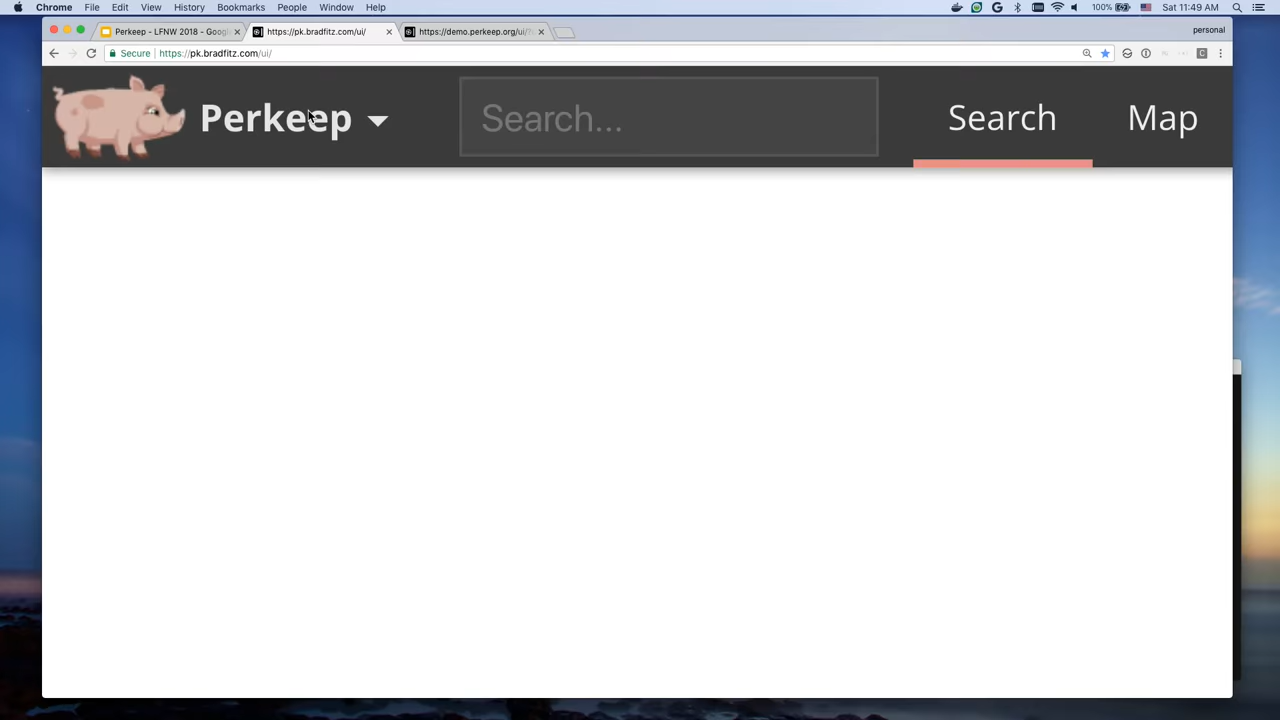 Chrome File Edit View History Bookmarks People Window Help 100% Sat 11:49 AM
Perkeep - LFNW 2018 - Googl https://pk.bradfitz.com/ui/ https://demo.perkeep.org/ui/? personal
Secure https://pk.bradfitz.com/ui/
Perkeep Search... Search Map